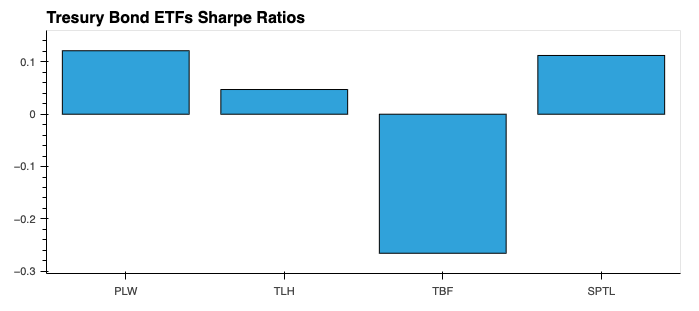 Tresury Bond ETFs Sharpe Ratios
0.1
0
−0.1
−0.2
−0.3
PLW TLH TBF SPTL